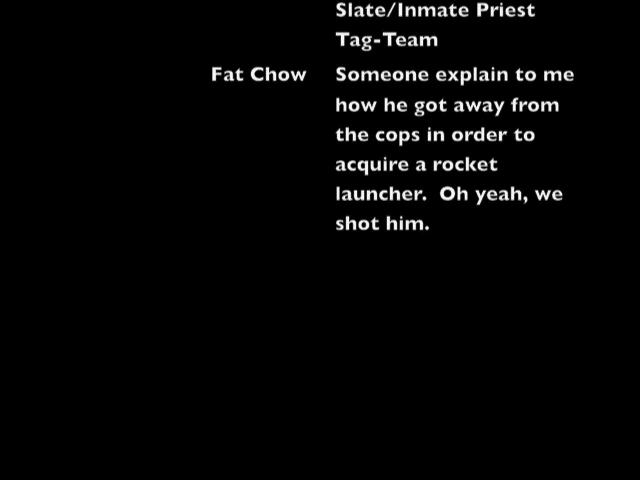 Slate/Inmate Priest
Tag-Team
Fat Chow Someone explain to me
how he got away from
the cops in order to
acquire a rocket
launcher.  Oh yeah, we
shot him.